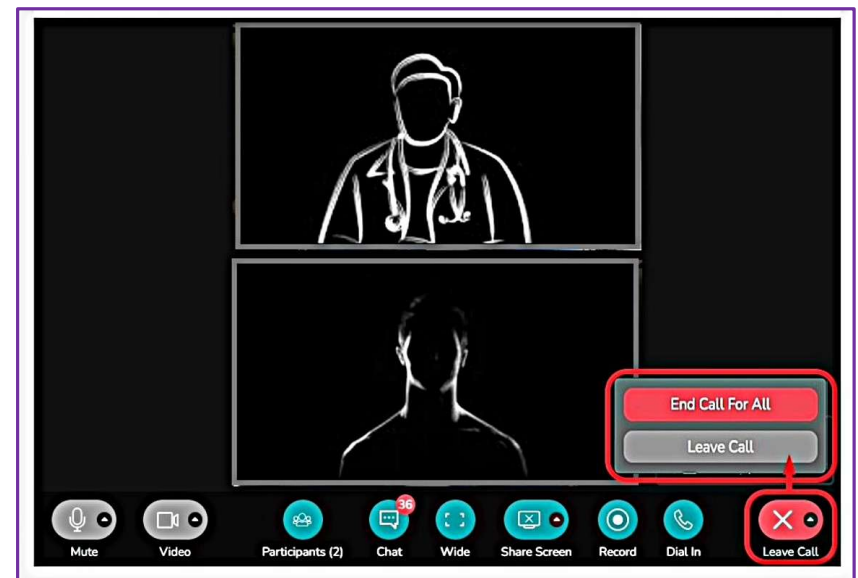 End Call For All
Leave Call
36
Mute
Video
Participants (2)
Chat
Wide
Share Screen
Record
Dial In
Leave Call